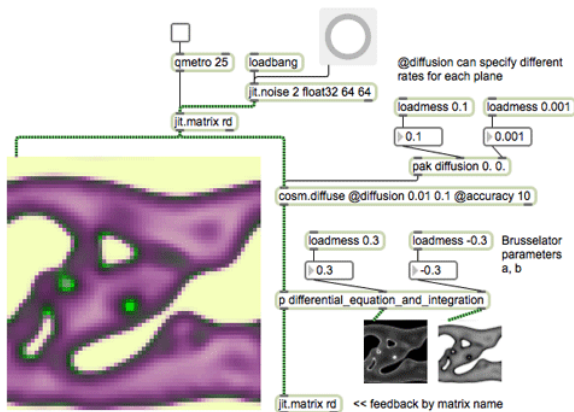 qmetro 25
loadbang
jit.noise 2 float32 64 64
jit.matrix rd
@diffusion can specify different
rates for each plane
loadmess 0.1
loadmess 0.001
0.1
0.001
pak diffusion 0. 0.
cosm.diffuse @diffusion 0.01 0.1 @accuracy 10
loadmess 0.3
loadmess -0.3
Brusselator
parameters
a, b
0.3
-0.3
p differential_equation_and_integration
jit.matrix rd
<< feedback by matrix name